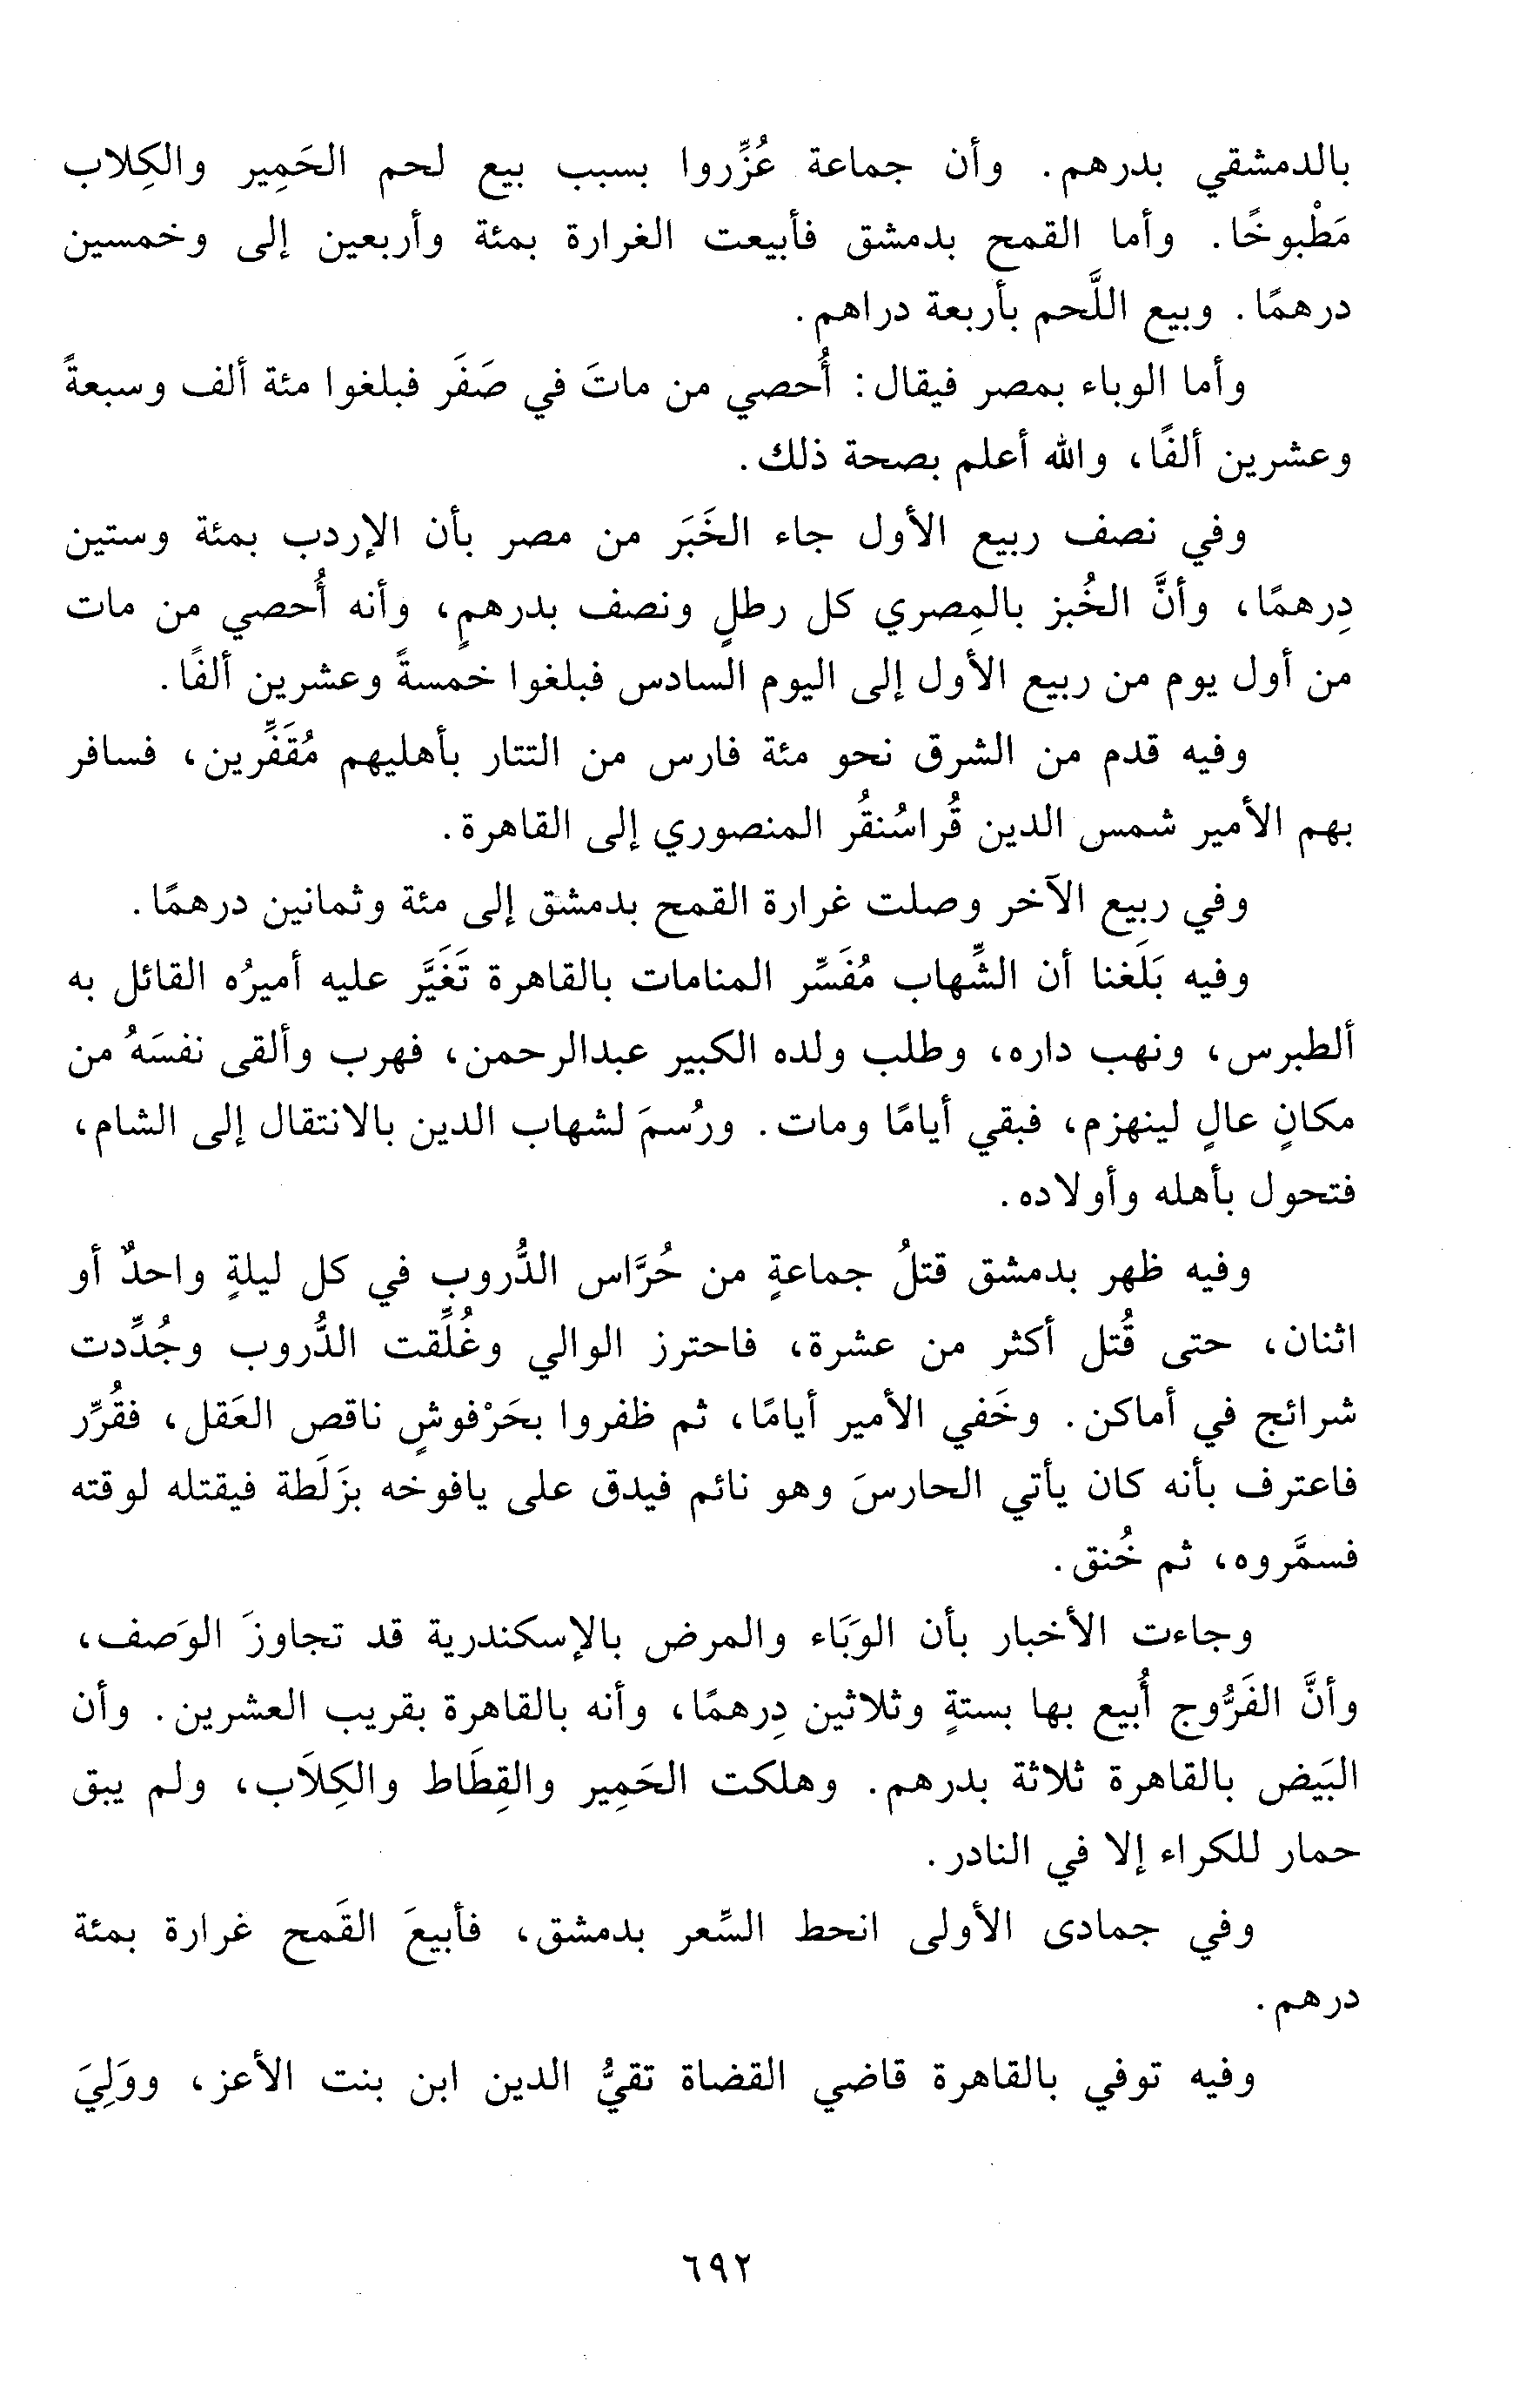 بالدمشقي بدرهم. وأن جماعة عُزِّروا بسبب بيع لحم الحَمِير والكِلاب
مَطْبوخًا. وأما القمح بدمشق فأبيعت الغرارة بمئة وأربعين إلى وخمسين
درهمًا. وبيع اللَّحم بأربعة دراهم.
وأما الوباء بمصر فيقال: أُحصي من ماتَ في صَفَر فبلغوا مئة ألف وسبعةً
وعشرين ألفًا، والله أعلم بصحة ذلك.
وفي نصف ربيع الأول جاء الخَبَر من مصر بأن الإردب بمئة وستين
دِرهمًا، وأنَّ الخُبز بالمِصري كل رطلٍ ونصف بدرهمٍ، وأنه أُحصي من مات
من أول يوم من ربيع الأول إلى اليوم السادس فبلغوا خمسةً وعشرين ألفًا.
وفيه قدم من الشرق نحو مئة فارس من التتار بأهليهم مُقَفِّرين، فسافر
بهم الأمير شمس الدين قُراسُنقُر المنصوري إلى القاهرة.
وفي ربيع الآخر وصلت غرارة القمح بدمشق إلى مئة وثمانين درهمًا.
وفيه بَلَغنا أن الشِّهاب مُفَسِّر المنامات بالقاهرة تَغَيَّر عليه أميرُه القائل به
ألطبرس، ونهب داره، وطلب ولده الكبير عبدالرحمن، فهرب وألقى نفسَهُ من
مكانٍ عالٍ لينهزم، فبقي أيامًا ومات. ورُسمَ لشهاب الدين بالانتقال إلى الشام،
فتحول بأهله وأولاده.
وفيه ظهر بدمشق قتلُ جماعةٍ من حُرَّاس الدُّروب في كل ليلةٍ واحدٌ أو
اثنان، حتى قُتل أكثر من عشرة، فاحترز الوالي وغُلِّقت الدُّروب وجُدِّدت
شرائج في أماكن. وخَفي الأمير أيامًا، ثم ظفروا بحَرْفوشٍ ناقص العَقل، فقُرِّر
فاعترف بأنه كان يأتي الحارسَ وهو نائم فيدق على يافوخه بزَلَطة فيقتله لوقته
فسمَّروه، ثم خُنق.
وجاءت الأخبار بأن الوَبَاء والمرض بالإسكندرية قد تجاوزَ الوَصف،
وأنَّ الفَرُّوج أُبيع بها بستةٍ وثلاثين دِرهمًا، وأنه بالقاهرة بقريب العشرين. وأن
البَيض بالقاهرة ثلاثة بدرهم. وهلكت الحَمِير والقِطَاط والكِلاَب، ولم يبق
حمار للكراء إلا في النادر.
وفي جمادى الأولى انحط السِّعر بدمشق، فأبيعَ القَمح غرارة بمئة
درهم.
وفيه توفي بالقاهرة قاضي القضاة تقيُّ الدين ابن بنت الأعز، ووَلِيَ
٦٩٢